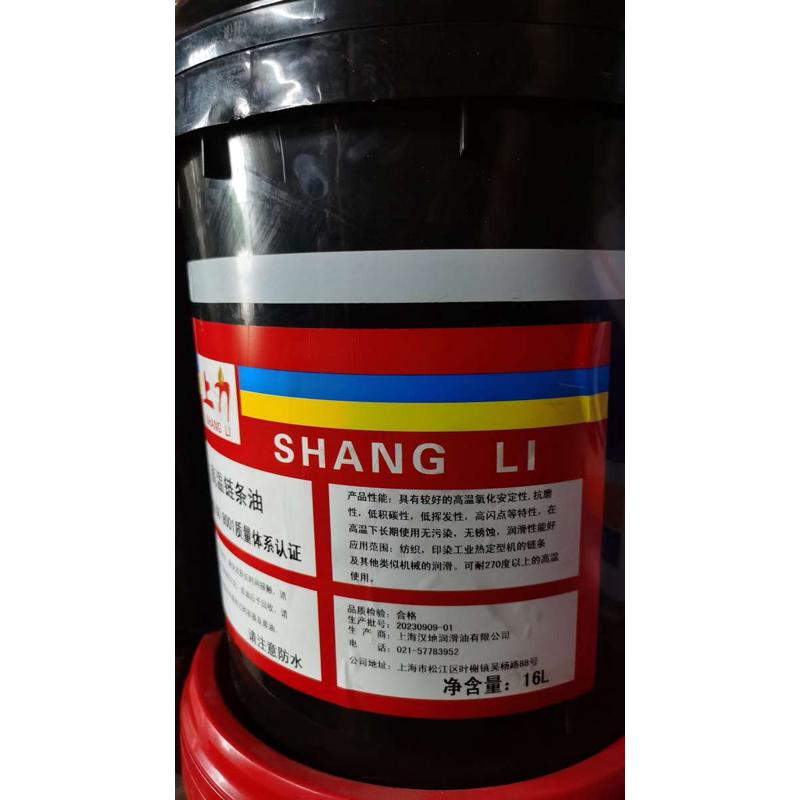 上力
SHANG LI
SHANG LI
温链条油
9001质量体系认证
请注意防水
产品性能：具有较好的高温氧化安定性,抗磨
性，低积碳性，低挥发性，高闪点等特性，在
高温下长期使用无污染，无锈蚀，润滑性能好
应用范围：纺织，印染工业热定型机的链条
及其他类似机械的润滑。可耐270度以上的高温
使用。
品质检验：合格
生产批号：20230909-01
生 产 商：上海汉地润滑油有限公司
电 话：021-57783952
公司地址：上海市松江区叶榭镇吴杨路88号
净含量：16L